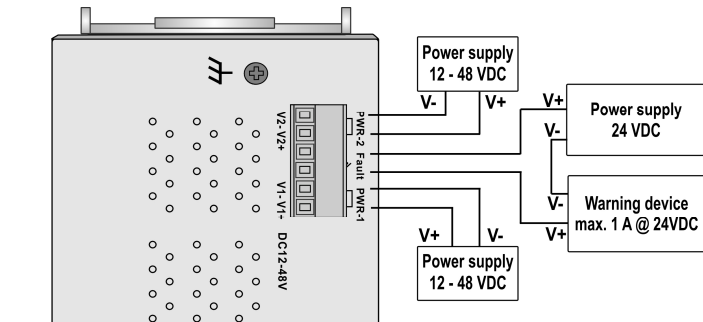 Power supply
12 - 48 VDC
V-
V+
V+
Power supply
24 VDC
V-
V2- V2+
PWR-2
Fault
V1- V1+
PWR-1
V-
Warning device
max. 1 A @ 24VDC
V+
V+
V-
Power supply
12 - 48 VDC
DC12-48V